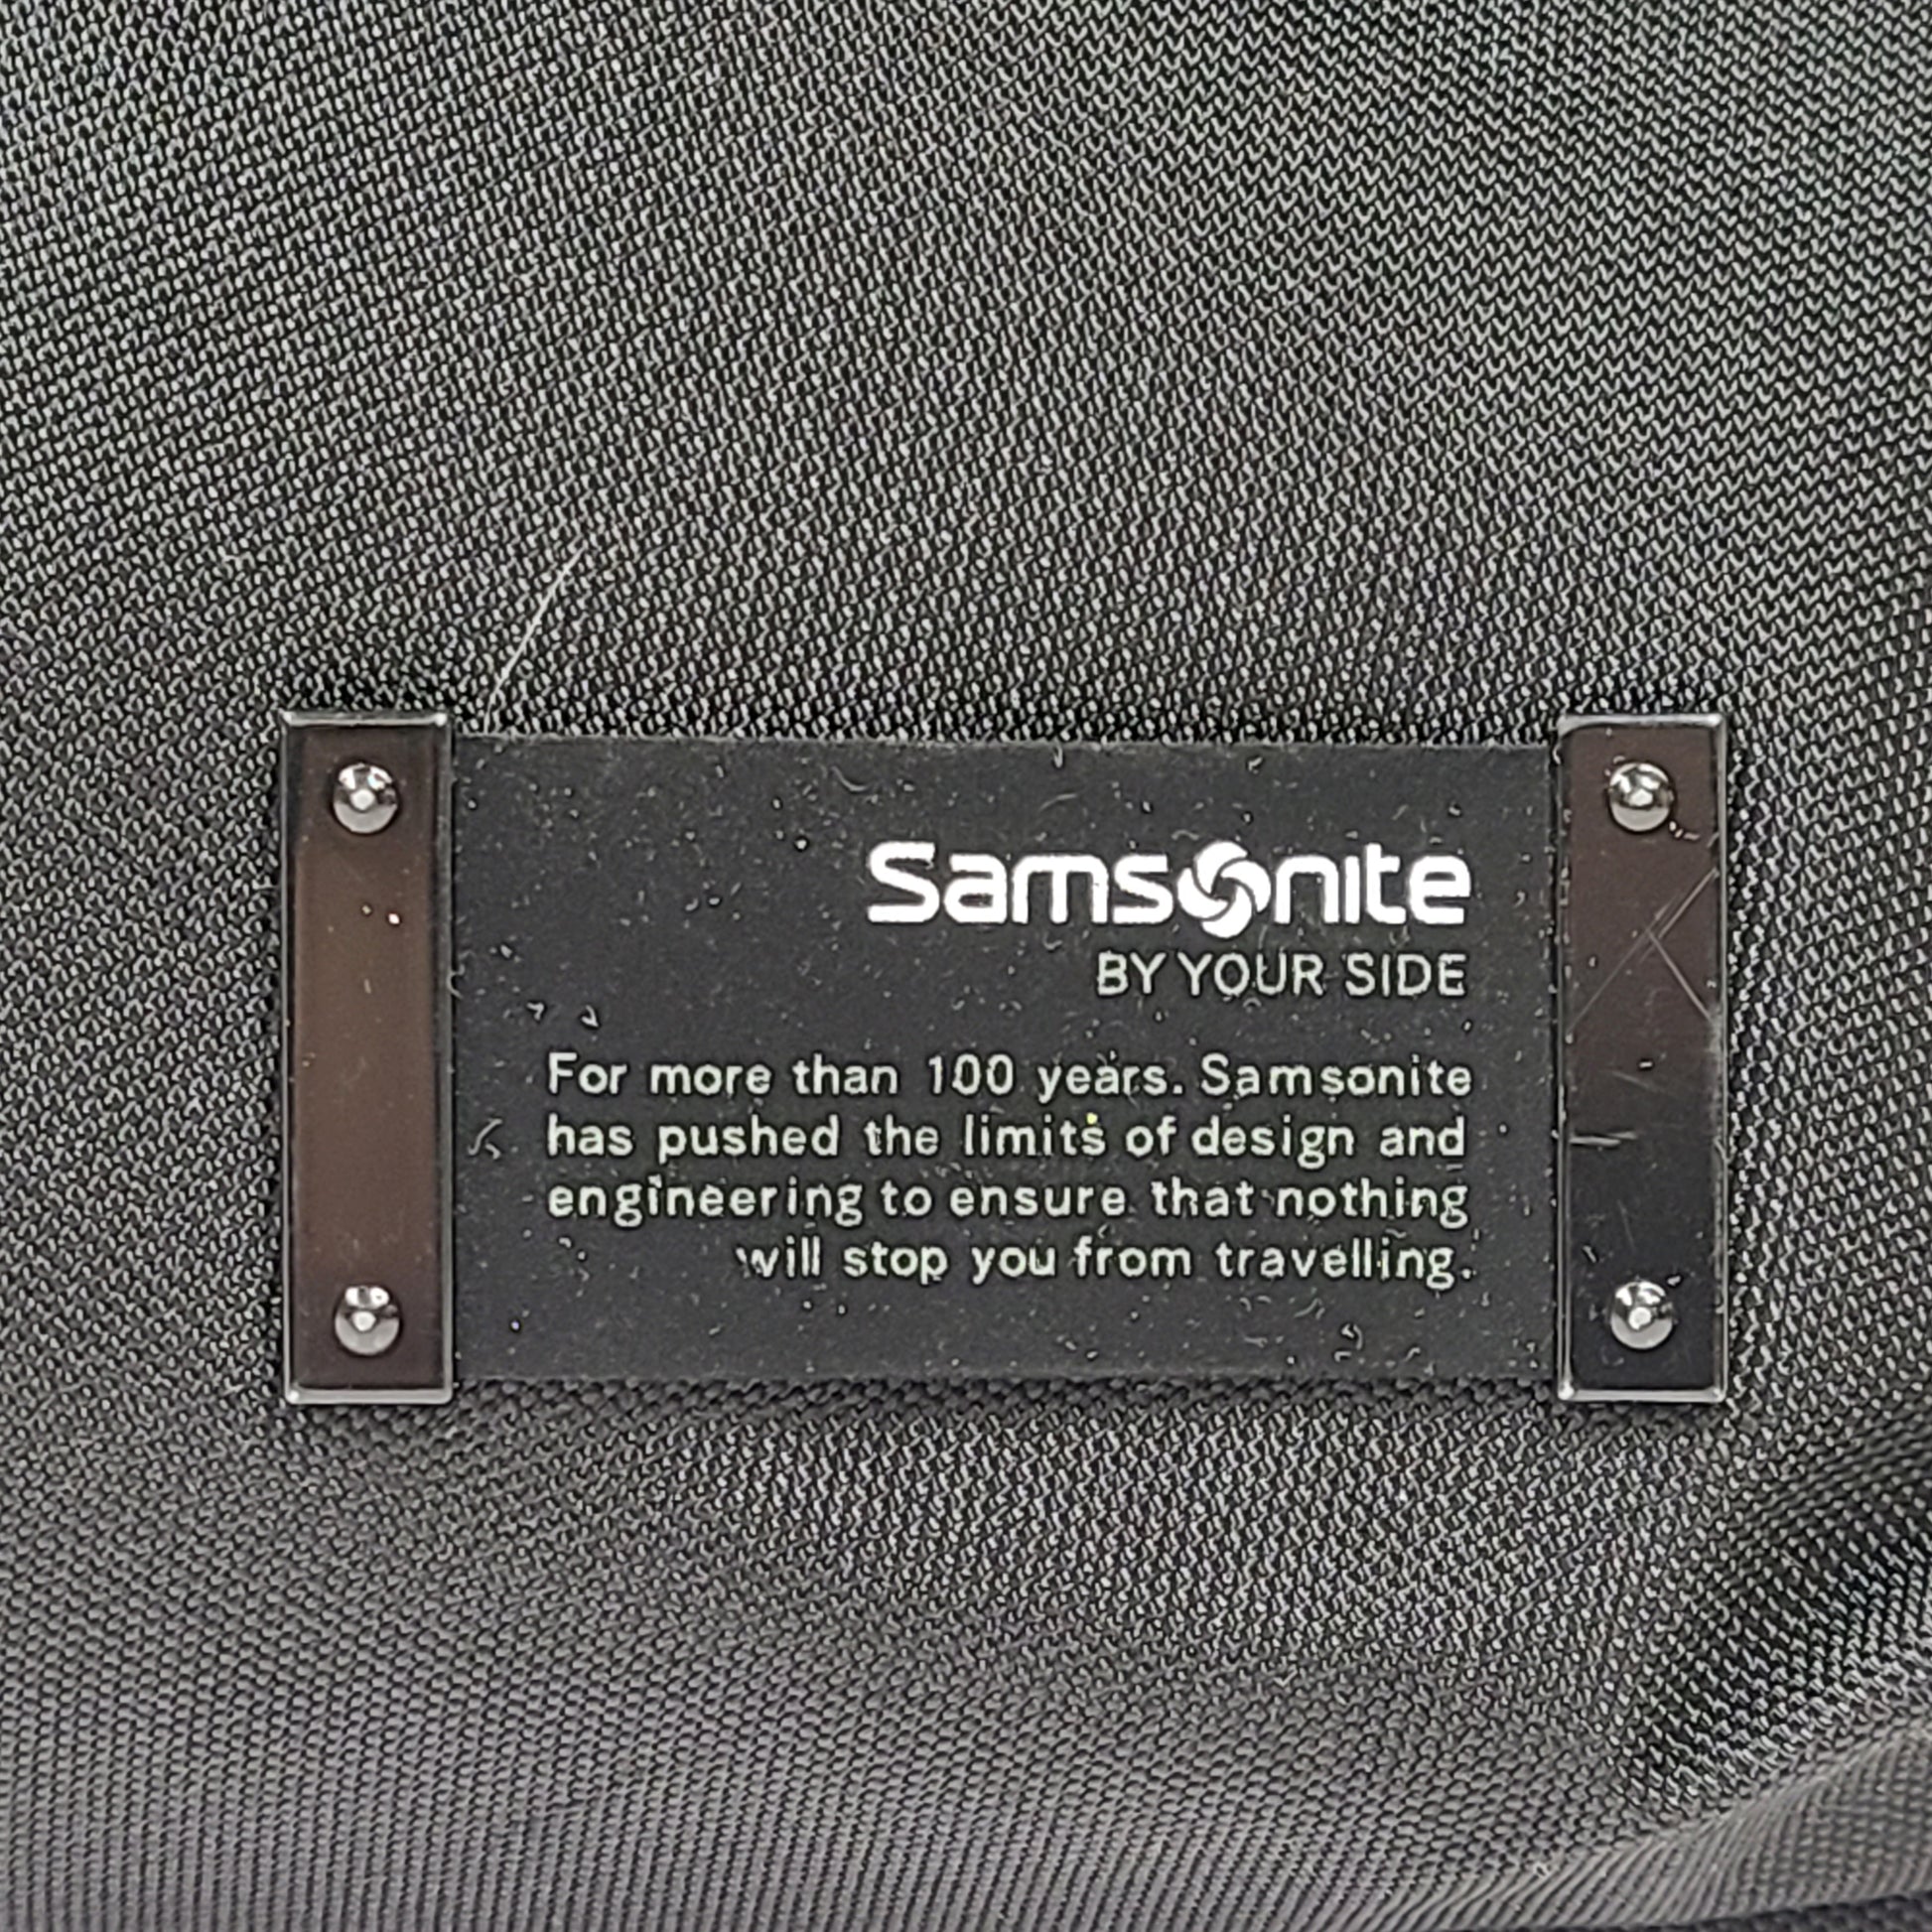 Samsonite
BY YOUR SIDE
For more than 100 years. Samsonite
has pushed the limits of design and
engineering to ensure that nothing
will stop you from travelling.